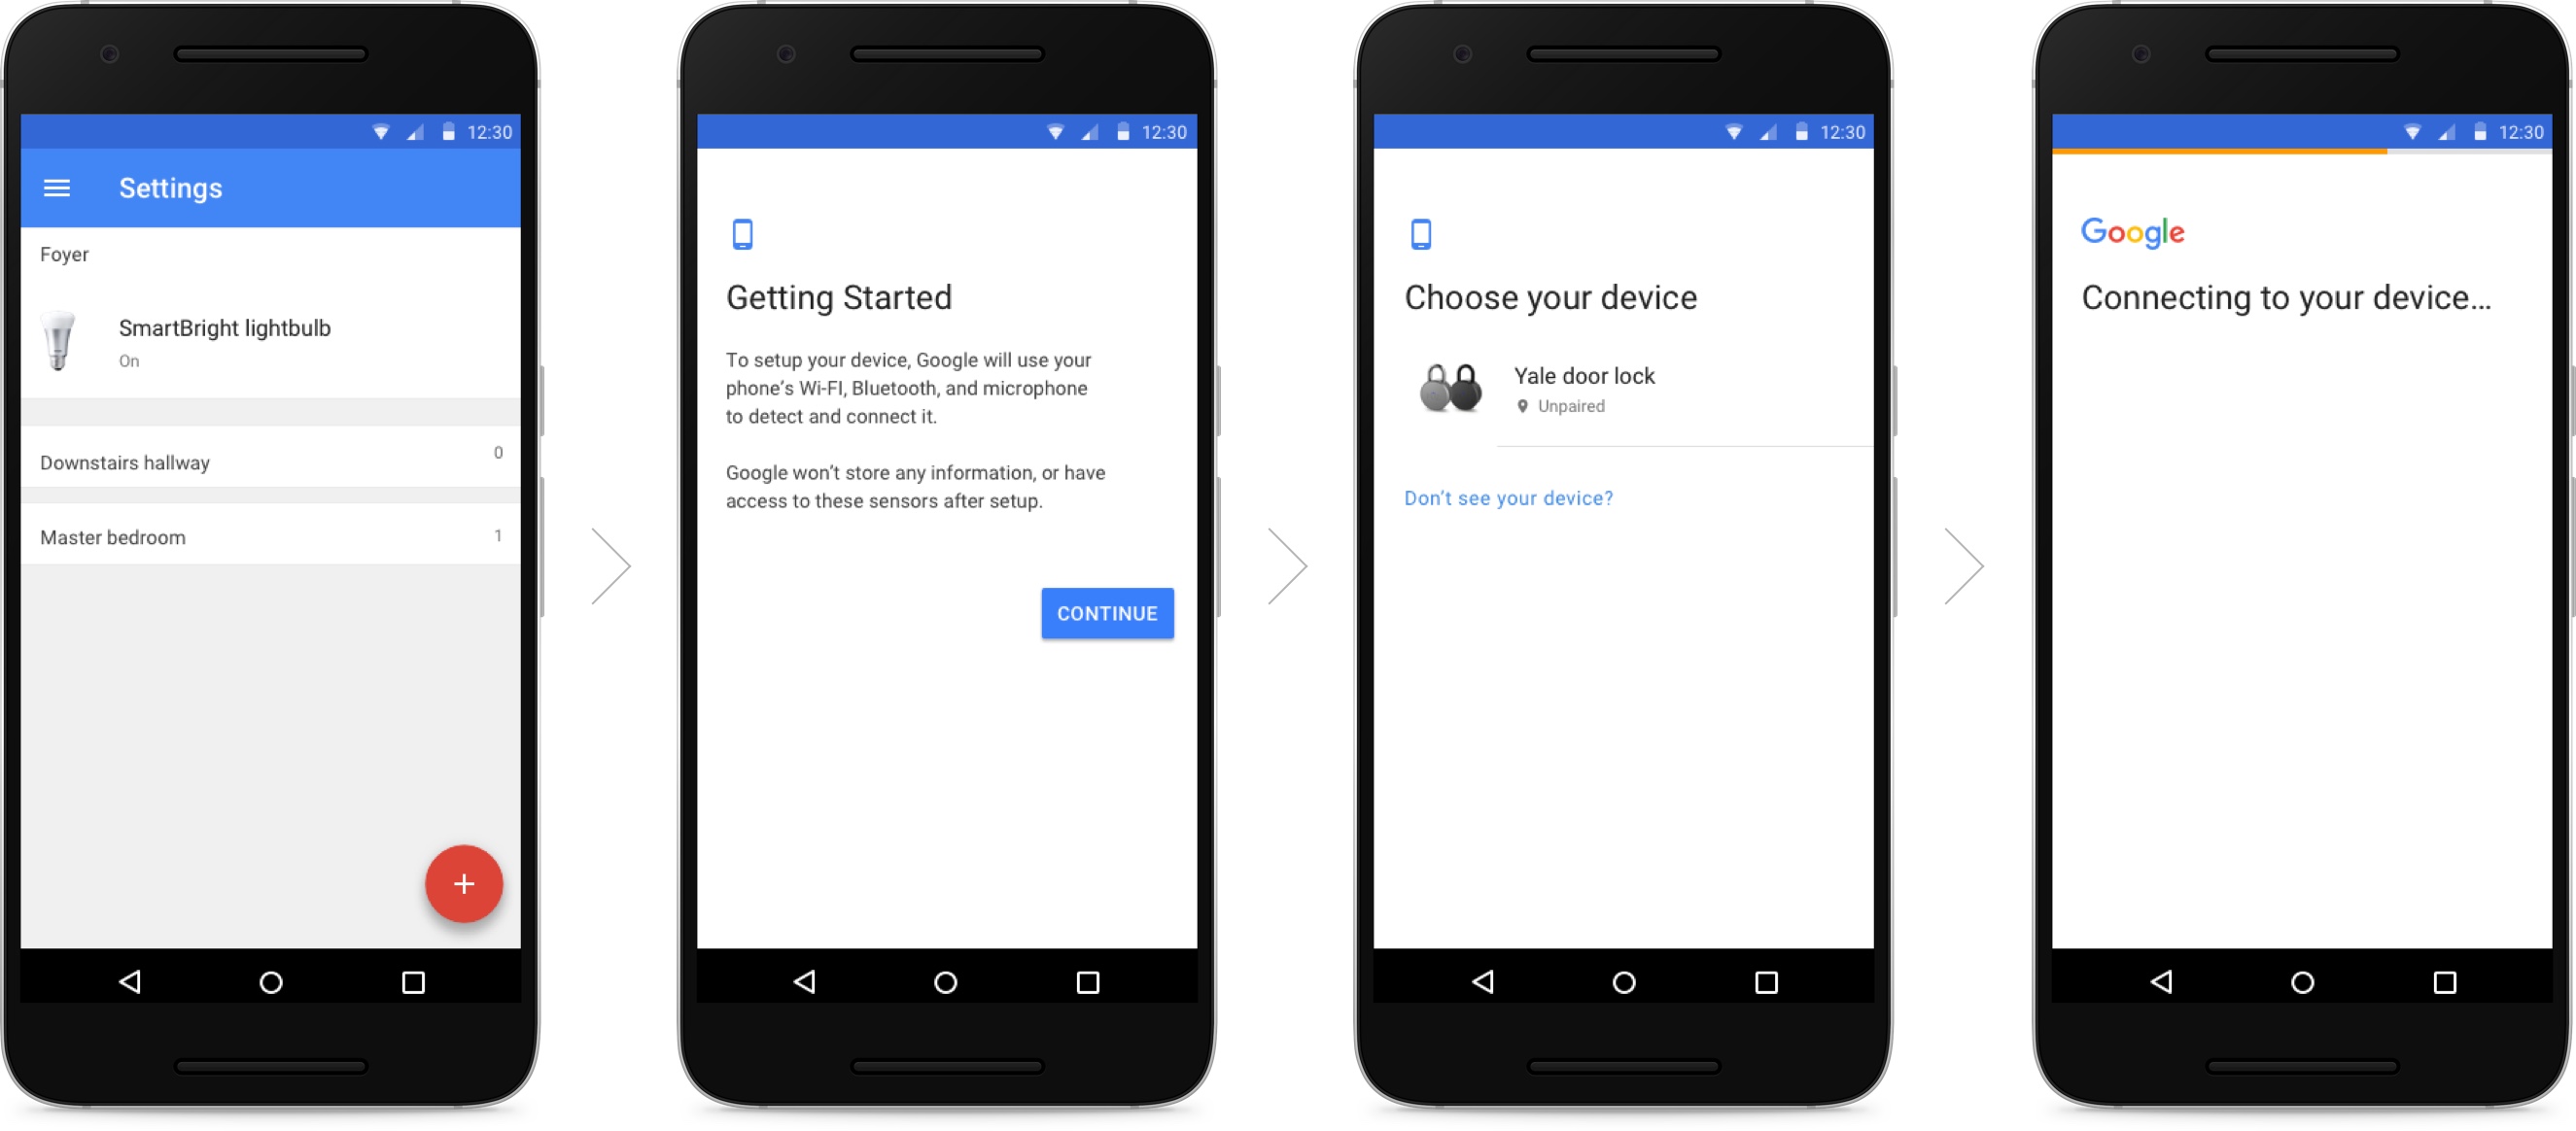 12:30
Settings
Foyer
SmartBright lightbulb
On
Downstairs hallway
0
Master bedroom
1
+
12:30
Getting Started
To setup your device, Google will use your
phone’s Wi-FI, Bluetooth, and microphone
to detect and connect it.
Google won’t store any information, or have
access to these sensors after setup.
CONTINUE
12:30
Choose your device
Yale door lock
Unpaired
Don’t see your device?
12:30
Google
Connecting to your device...